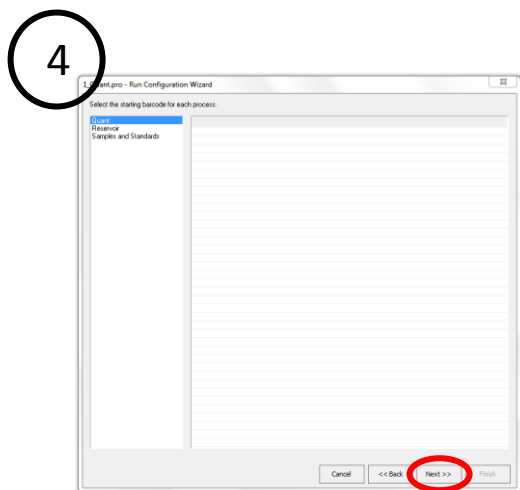 4
1_Quant.pro - Run Configuration Wizard
Select the starting barcode for each process.
Quant
Reservoir
Samples and Standards
Cancel
<< Back
Next >>
Finish